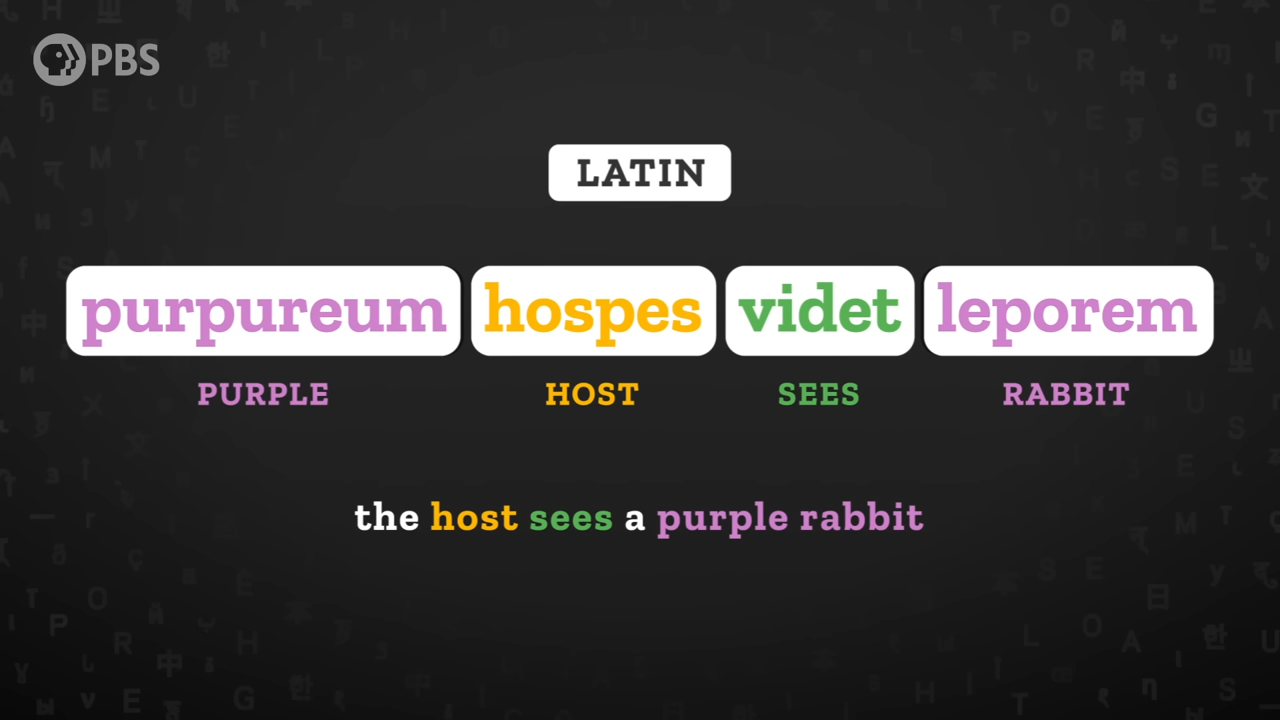 PBS
LATIN
purpureum hospes videt leporem
PURPLE HOST SEES RABBIT
the host sees a purple rabbit